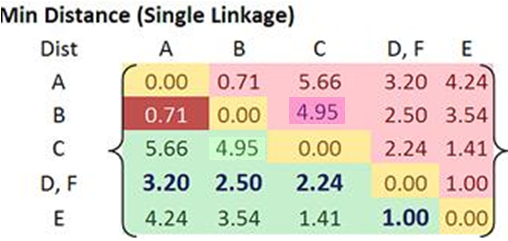 Min Distance (Single Linkage)
Dist A B C D, F E
A 0.00 0.71 5.66 3.20 4.24
B 0.71 0.00 4.95 2.50 3.54
C 5.66 4.95 0.00 2.24 1.41
D, F 3.20 2.50 2.24 0.00 1.00
E 4.24 3.54 1.41 1.00 0.00